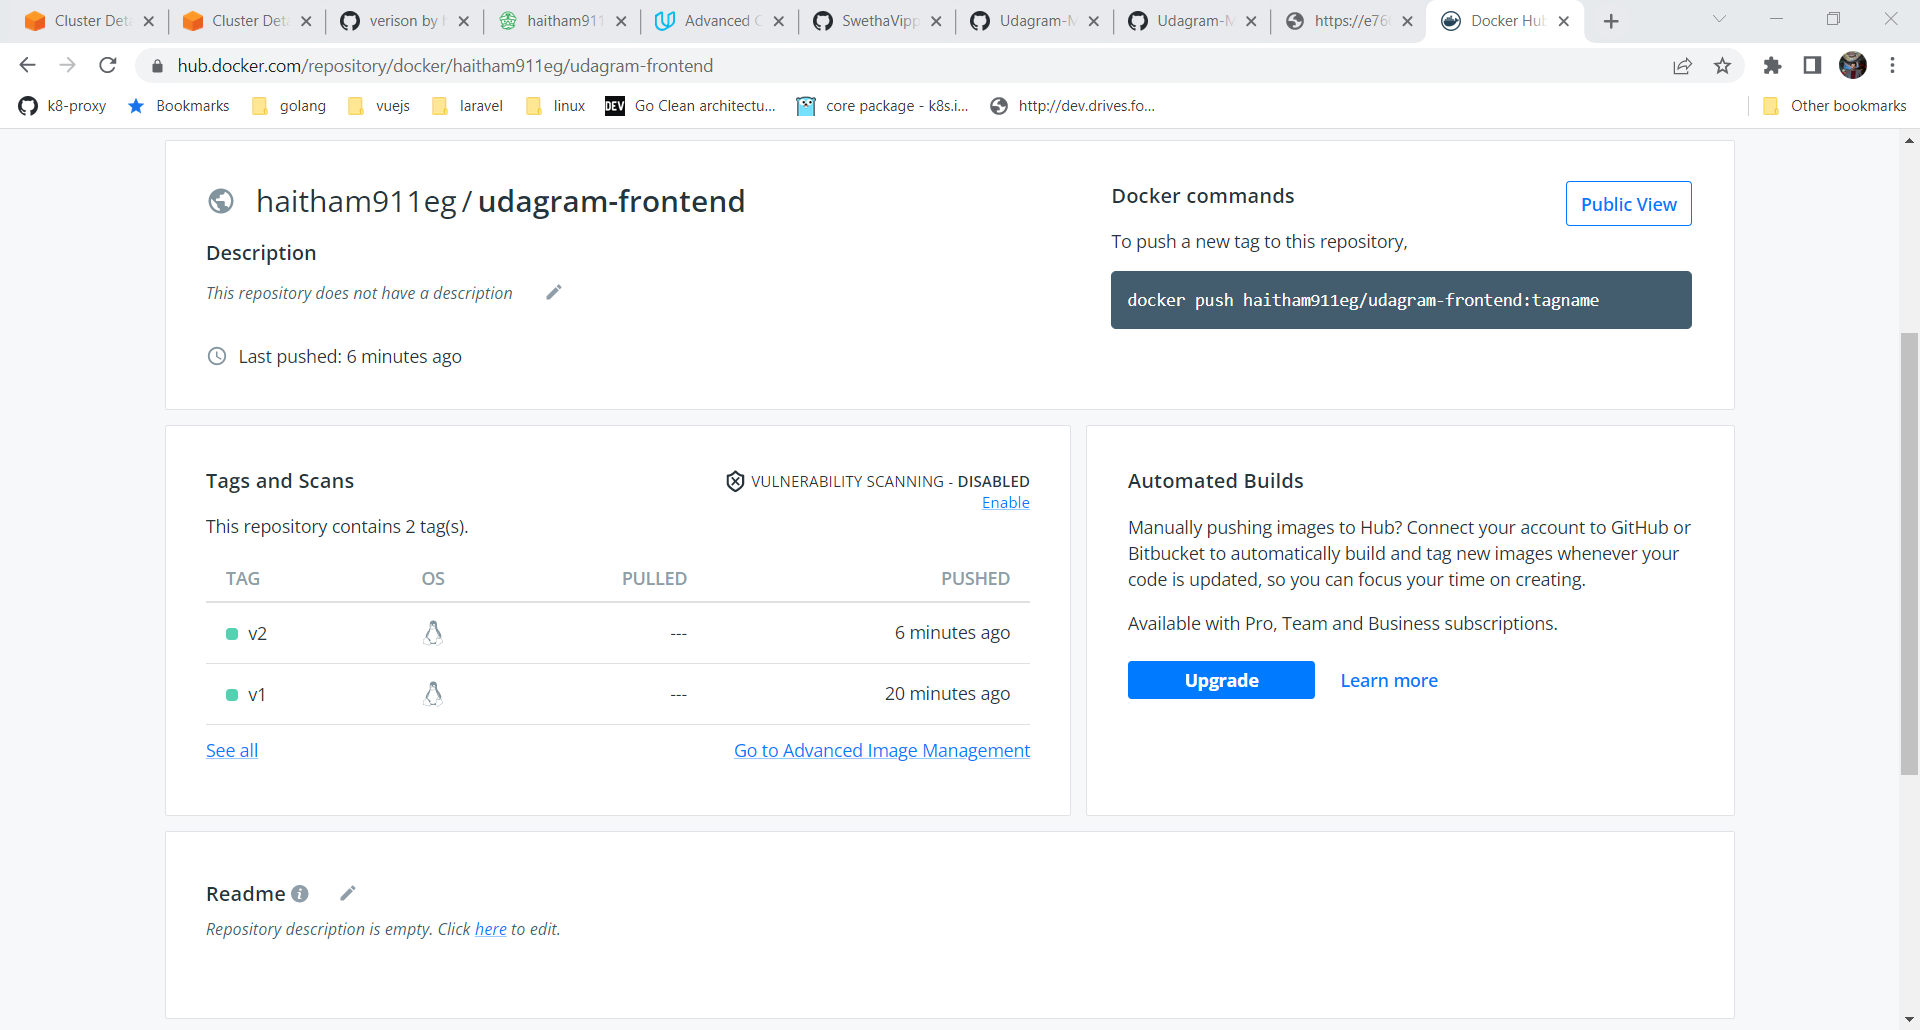 Cluster Deta
Cluster Deta
verison by h
haitham911
Advanced C
SwethaVipp
Udagram-M
Udagram-M
https://e76
Docker Hub
hub.docker.com/repository/docker/haitham911eg/udagram-frontend
k8-proxy
Bookmarks
golang
vuejs
laravel
linux
DEV
Go Clean architectu...
core package - k8s.i...
http://dev.drives.fo...
Other bookmarks
haitham911eg / udagram-frontend
Description
This repository does not have a description
Last pushed: 6 minutes ago
Docker commands
Public View
To push a new tag to this repository,
docker push haitham911eg/udagram-frontend:tagname
Tags and Scans
VULNERABILITY SCANNING - DISABLED
Enable
This repository contains 2 tag(s).
TAG OS PULLED PUSHED
v2 --- 6 minutes ago
v1 --- 20 minutes ago
See all
Go to Advanced Image Management
Automated Builds
Manually pushing images to Hub? Connect your account to GitHub or
Bitbucket to automatically build and tag new images whenever your
code is updated, so you can focus your time on creating.
Available with Pro, Team and Business subscriptions.
Upgrade
Learn more
Readme
Repository description is empty. Click here to edit.